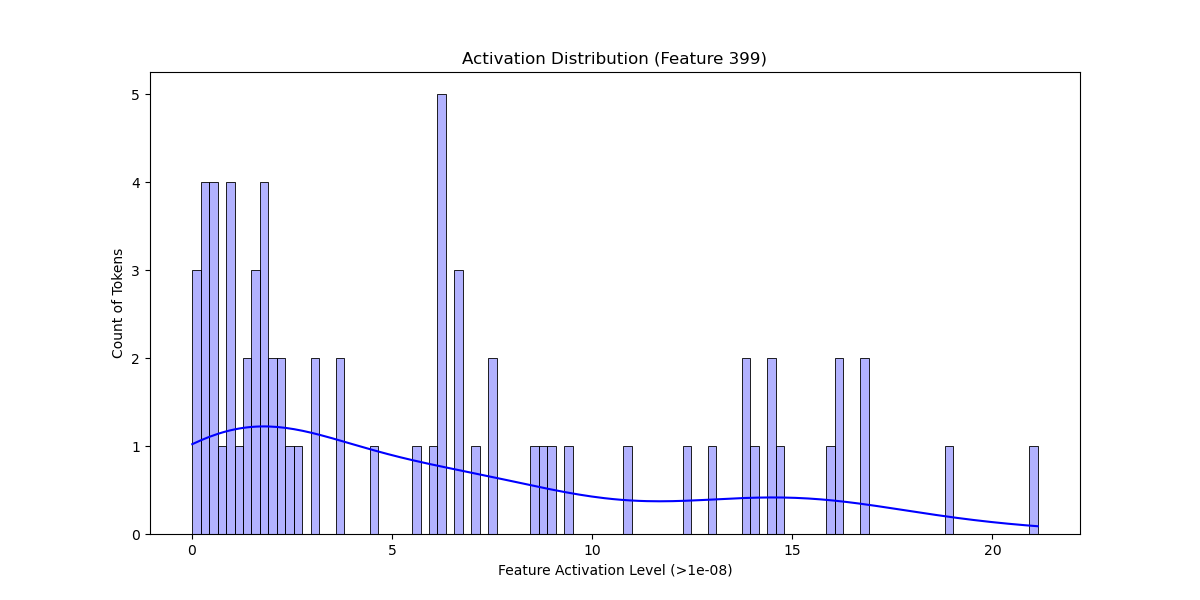 Activation Distribution (Feature 399)
5
4
3
2
1
0
Count of Tokens
0 5 10 15 20
Feature Activation Level (>1e-08)